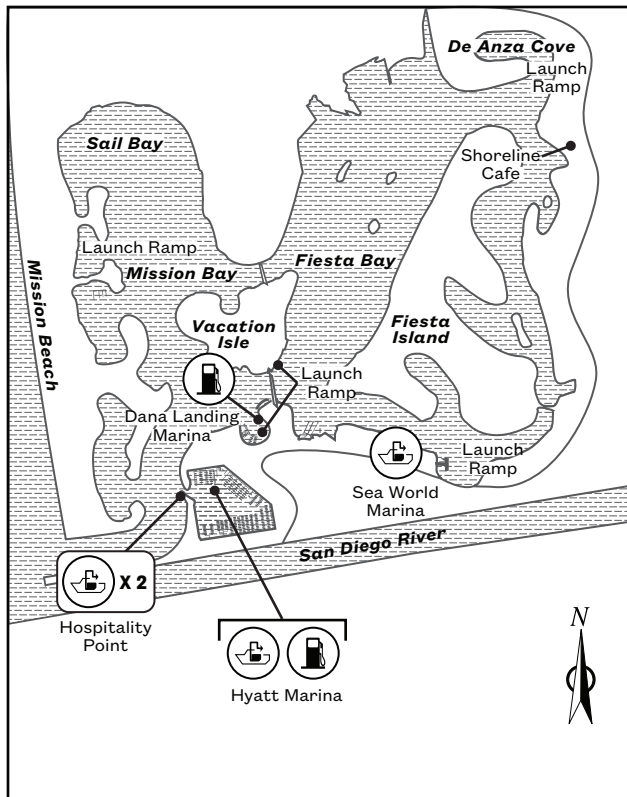 De Anza Cove
Launch
Ramp
Sail Bay
Shoreline
Cafe
Launch Ramp
Mission Bay
Fiesta Bay
Mission Beach
Vacation
Isle
Fiesta
Island
Launch
Ramp
Dana Landing
Marina
Launch
Ramp
Sea World
Marina
San Diego River
X 2
Hospitality
Point
Hyatt Marina
N